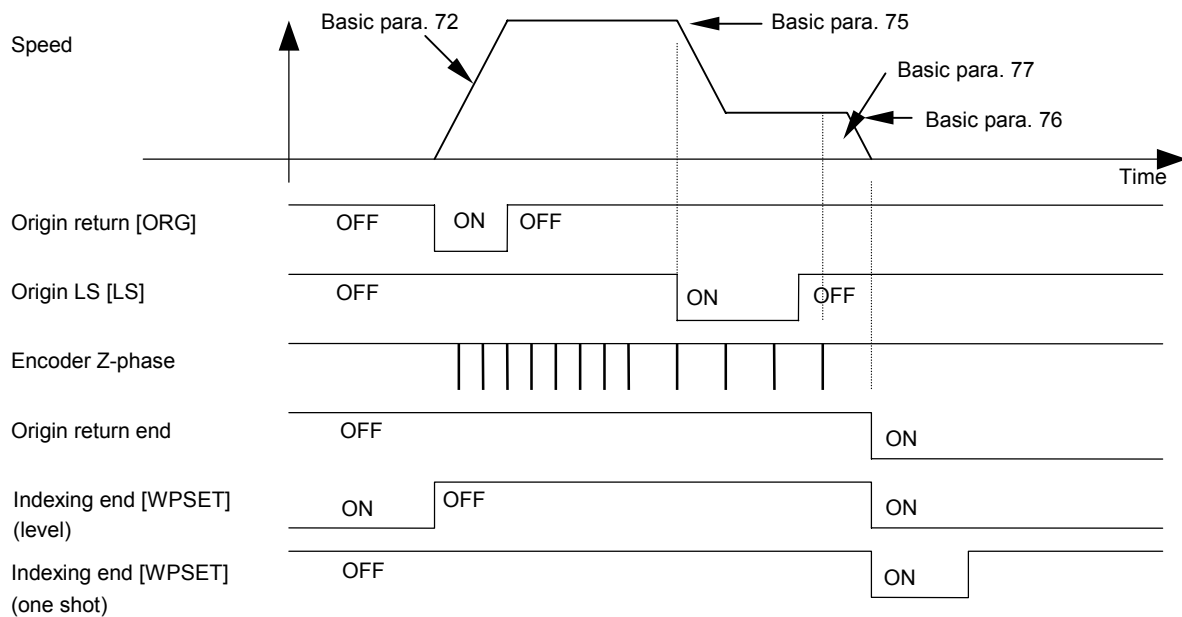 Basic para. 72
Basic para. 75
Speed
Basic para. 77
Basic para. 76
Time
Origin return [ORG]
OFF
ON
OFF
Origin LS [LS]
OFF
ON
OFF
Encoder Z-phase
Origin return end
OFF
ON
Indexing end [WPSET]
(level)
ON
OFF
ON
Indexing end [WPSET]
(one shot)
OFF
ON